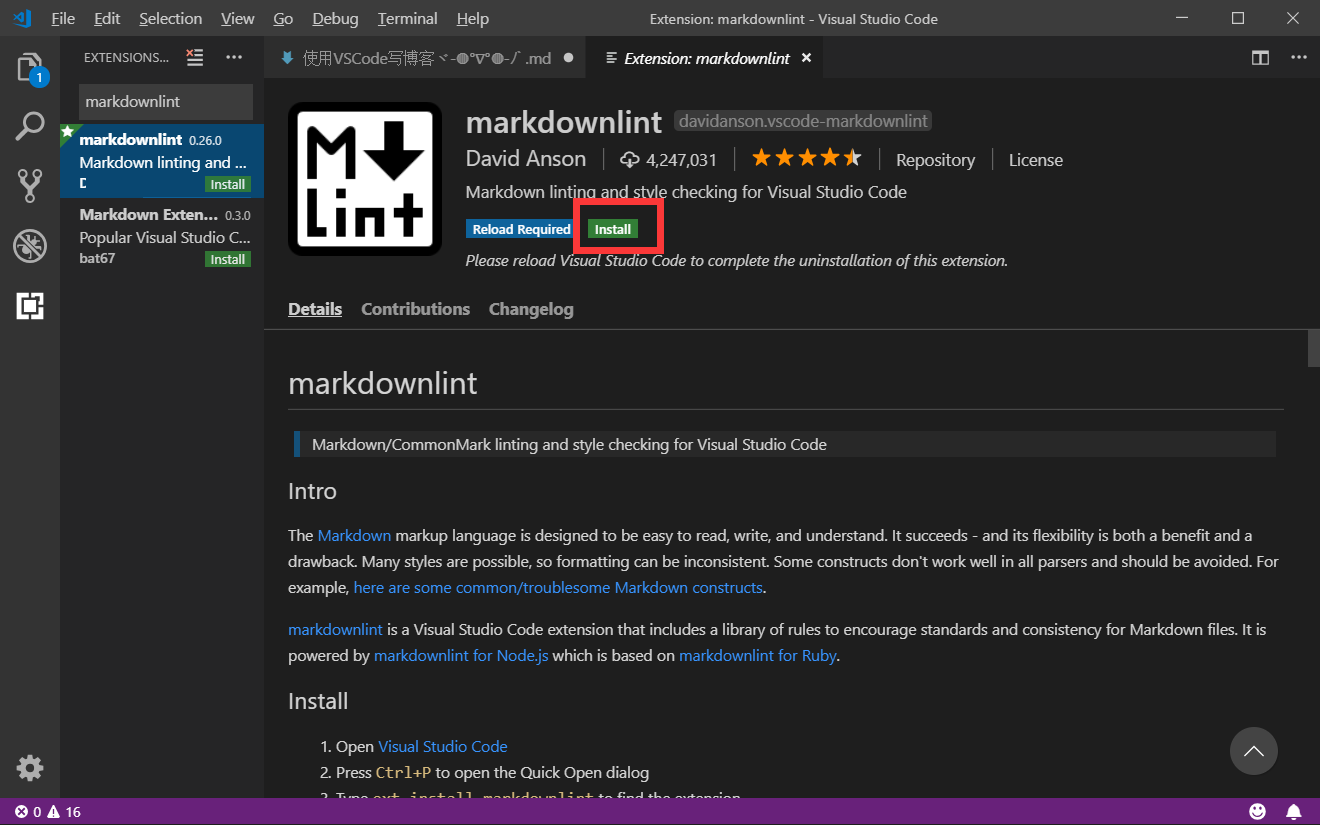 File Edit Selection View Go Debug Terminal Help Extension: markdownlint - Visual Studio Code
EXTENSIONS...
使用VSCode写博客ヾ-◍°∇°◍-ﾉﾞ.md
Extension: markdownlint
1
markdownlint
markdownlint 0.26.0
Markdown linting and ...
Install
Markdown Exten... 0.3.0
Popular Visual Studio C...
bat67 Install
M
Lint
markdownlint davidanson.vscode-markdownlint
David Anson 4,247,031 Repository License
Markdown linting and style checking for Visual Studio Code
Reload Required Install
Please reload Visual Studio Code to complete the uninstallation of this extension.
Details Contributions Changelog
markdownlint
Markdown/CommonMark linting and style checking for Visual Studio Code
Intro
The Markdown markup language is designed to be easy to read, write, and understand. It succeeds - and its flexibility is both a benefit and a
drawback. Many styles are possible, so formatting can be inconsistent. Some constructs don't work well in all parsers and should be avoided. For
example, here are some common/troublesome Markdown constructs.
markdownlint is a Visual Studio Code extension that includes a library of rules to encourage standards and consistency for Markdown files. It is
powered by markdownlint for Node.js which is based on markdownlint for Ruby.
Install
1. Open Visual Studio Code
2. Press Ctrl+P to open the Quick Open dialog
3. Type ext install markdownlint to find the extension
0 16